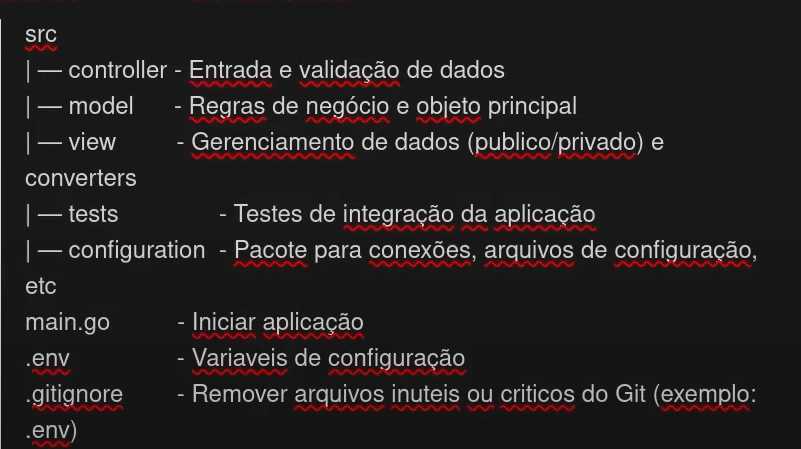 src
| — controller - Entrada e validação de dados
| — model - Regras de negócio e objeto principal
| — view - Gerenciamento de dados (publico/privado) e
converters
| — tests - Testes de integração da aplicação
| — configuration - Pacote para conexões, arquivos de configuração,
etc
main.go - Iniciar aplicação
.env - Variaveis de configuração
.gitignore - Remover arquivos inuteis ou criticos do Git (exemplo:
.env)